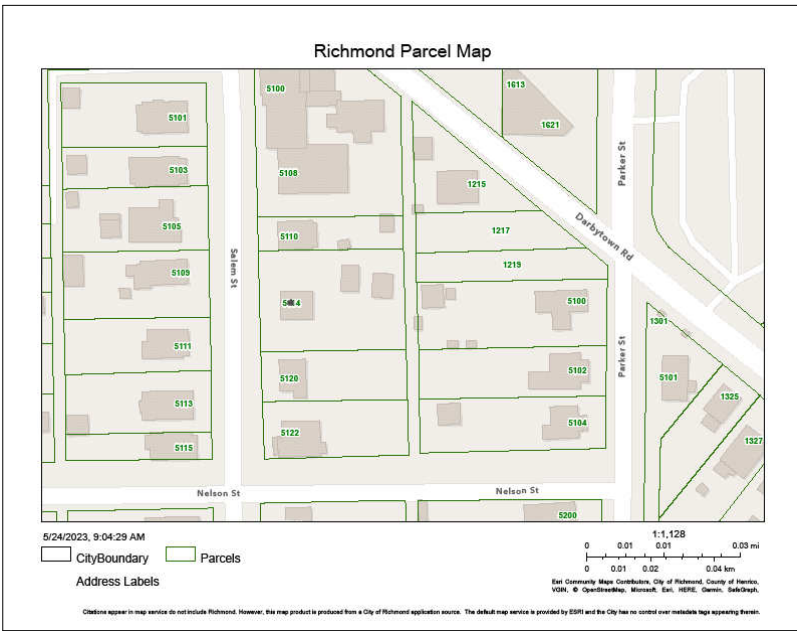 Richmond Parcel Map
5100
1613
5101
1621
Parker St
5108
5103
1215
5105
5110
1217
Darbytown Rd
Salem St
1219
5109
5100
1301
5111
Parker St
5120
5102
5101
5113
1325
5122
5104
5115
1327
Nelson St
Nelson St
5200
5/24/2023, 9:04:29 AM
CityBoundary
Parcels
Address Labels
1:1,128
0 0.01 0.01 0.03 mi
0 0.01 0.02 0.04 km
Esri Community Maps Contributors, City of Richmond, County of Henrico,
VGIN, © OpenStreetMap, Microsoft, Esri, HERE, Garmin, SafeGraph,
Citations appear in map service do not include Richmond. However, this map product is produced from a City of Richmond application source. The default map service is provided by ESRI and the City has no control over metadata tags appearing therein.